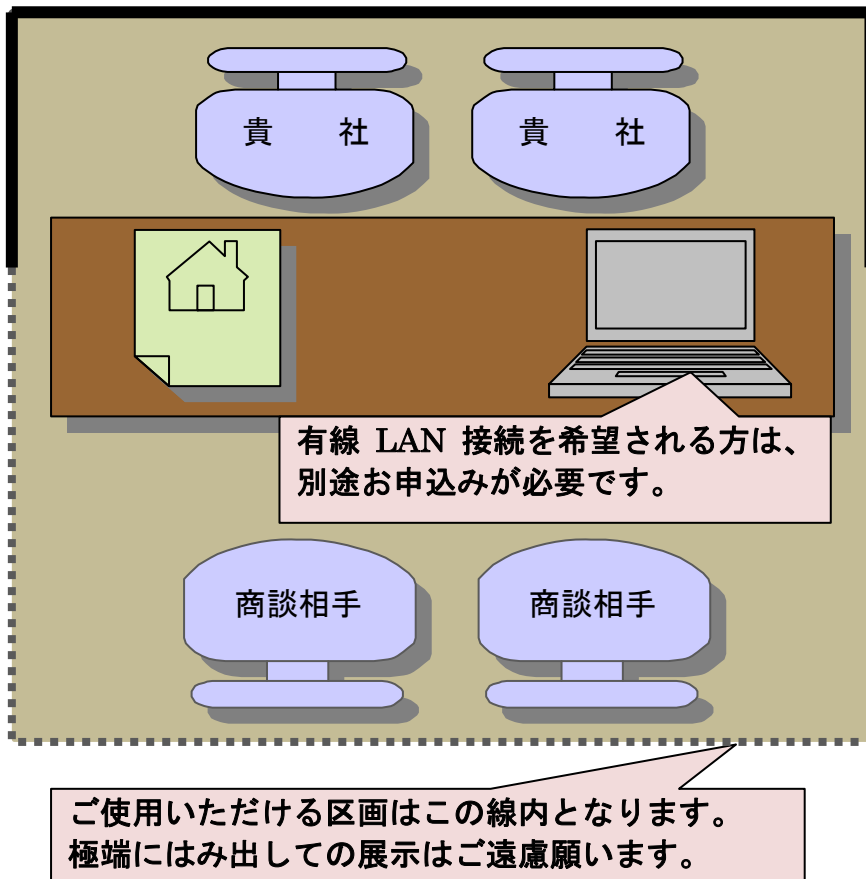 貴　社
貴　社
有線 LAN 接続を希望される方は、
別途お申込みが必要です。
商談相手
商談相手
ご使用いただける区画はこの線内となります。
極端にはみ出しての展示はご遠慮願います。